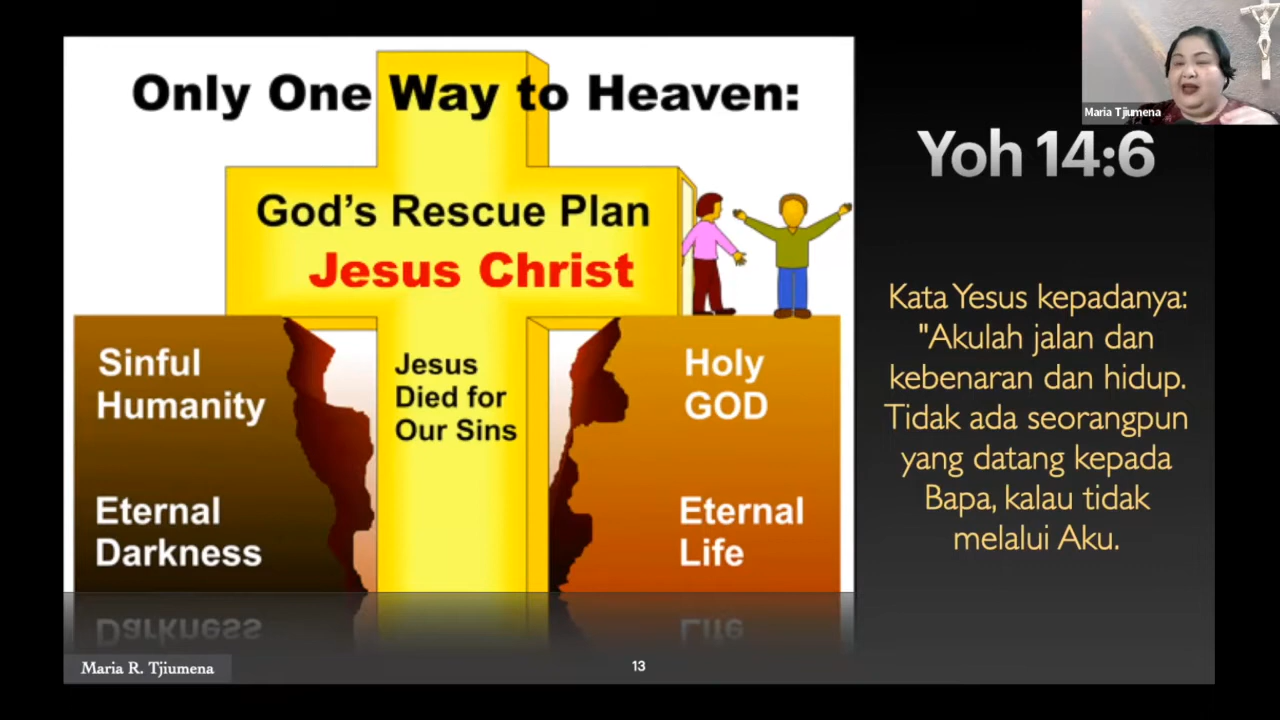 Only One Way to Heaven:
God's Rescue Plan
Jesus Christ
Sinful
Humanity
Eternal
Darkness
Jesus
Died for
Our Sins
Holy
GOD
Eternal
Life
Maria Tjiumena
Yoh 14:6
Kata Yesus kepadanya:
"Akulah jalan dan
kebenaran dan hidup.
Tidak ada seorangpun
yang datang kepada
Bapa, kalau tidak
melalui Aku.
Darkness
Life
Maria R. Tjiumena
13